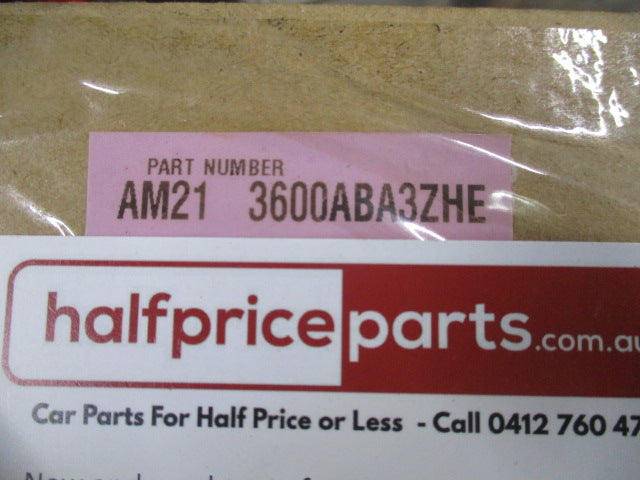 PART NUMBER
AM21 3600ABA3ZHE
halfpriceparts.com.au
Car Parts For Half Price or Less - Call 0412 760 47